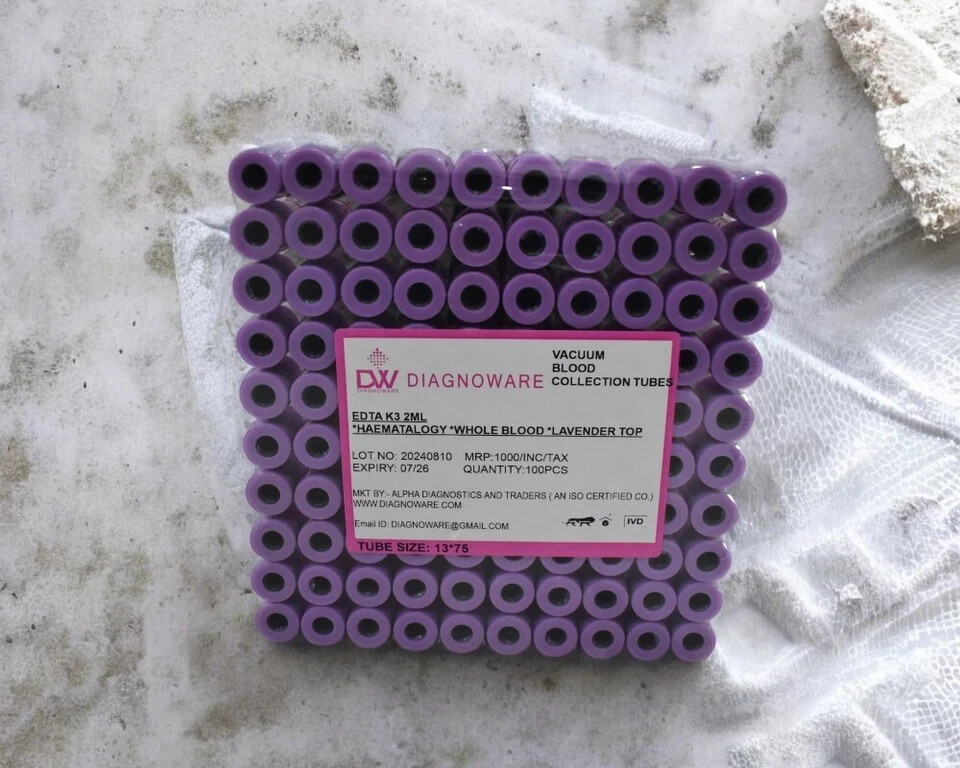 DW
DIAGNOWARE
DIAGNOWARE
VACUUM
BLOOD
COLLECTION TUBES
EDTA K3 2ML
*HAEMATALOGY *WHOLE BLOOD *LAVENDER TOP
LOT NO: 20240810 MRP:1000/INC/TAX
EXPIRY: 07/26 QUANTITY:100PCS
MKT BY:- ALPHA DIAGNOSTICS AND TRADERS ( AN ISO CERTIFIED CO.)
WWW.DIAGNOWARE.COM
Email ID: DIAGNOWARE@GMAIL.COM
IVD
TUBE SIZE: 13*75